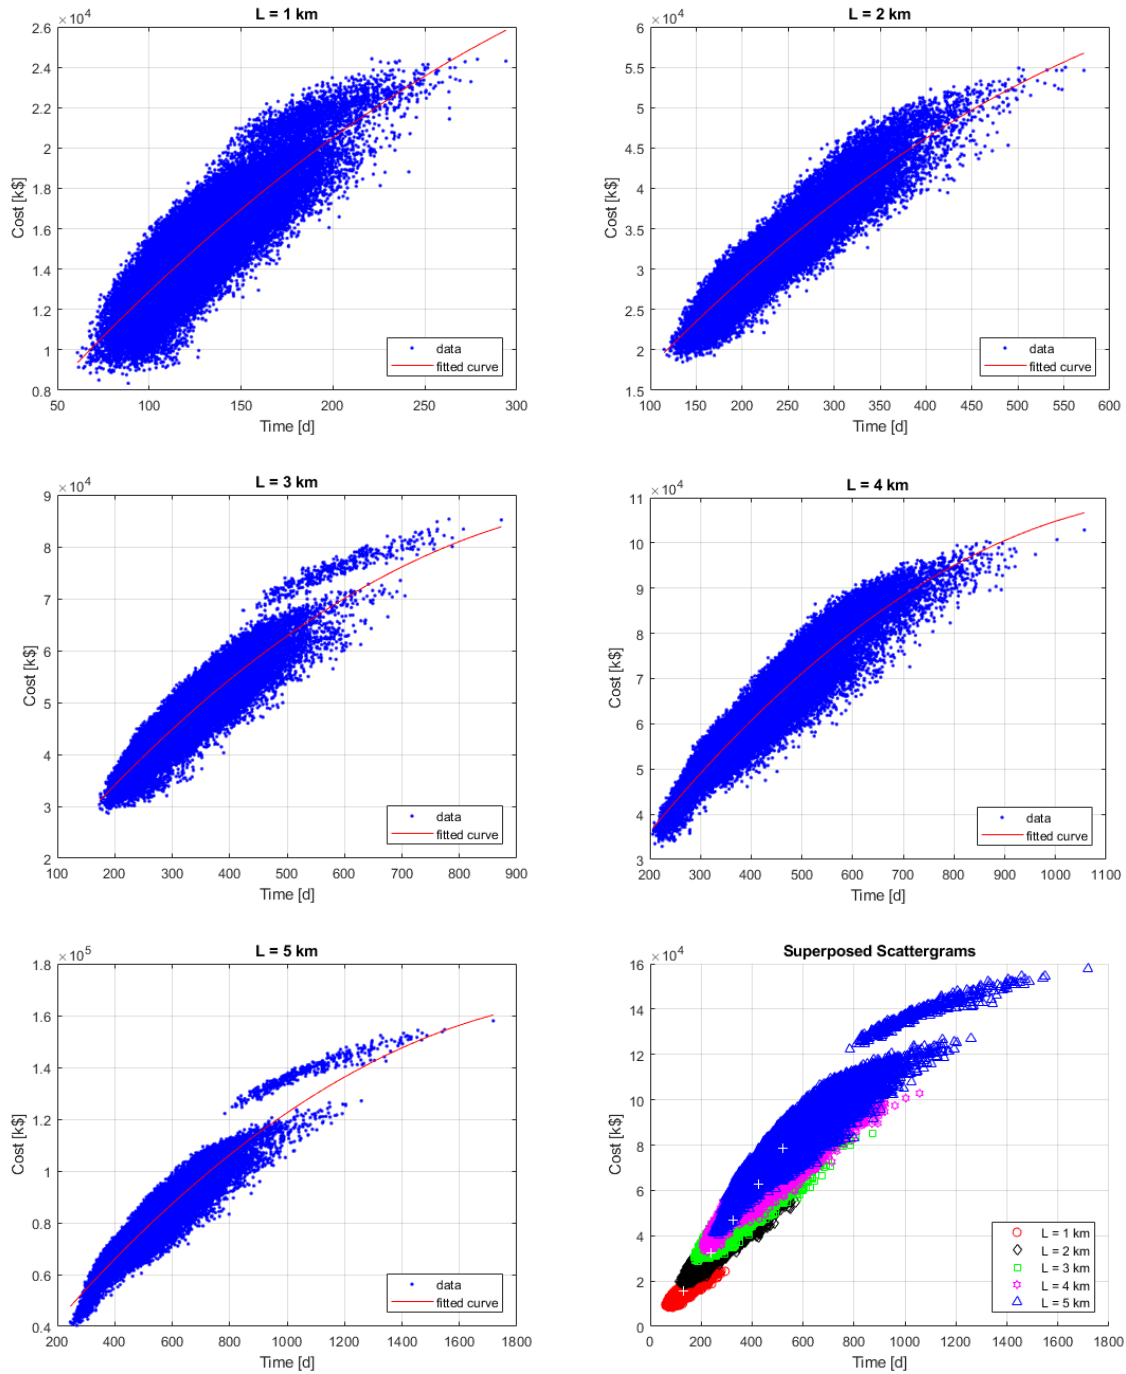 L = 1 km
×10⁴
2.6
2.4
2.2
2
1.8
1.6
1.4
1.2
1
0.8
Cost [k$]
50 100 150 200 250 300
Time [d]
data
fitted curve
L = 2 km
×10⁴
6
5.5
5
4.5
4
3.5
3
2.5
2
1.5
Cost [k$]
100 150 200 250 300 350 400 450 500 550 600
Time [d]
data
fitted curve
L = 3 km
×10⁴
9
8
7
6
5
4
3
2
Cost [k$]
100 200 300 400 500 600 700 800 900
Time [d]
data
fitted curve
L = 4 km
×10⁴
11
10
9
8
7
6
5
4
3
Cost [k$]
200 300 400 500 600 700 800 900 1000 1100
Time [d]
data
fitted curve
L = 5 km
×10⁵
1.8
1.6
1.4
1.2
1
0.8
0.6
0.4
Cost [k$]
200 400 600 800 1000 1200 1400 1600 1800
Time [d]
data
fitted curve
Superposed Scattergrams
×10⁴
16
14
12
10
8
6
4
2
0
Cost [k$]
0 200 400 600 800 1000 1200 1400 1600 1800
Time [d]
L = 1 km
L = 2 km
L = 3 km
L = 4 km
L = 5 km